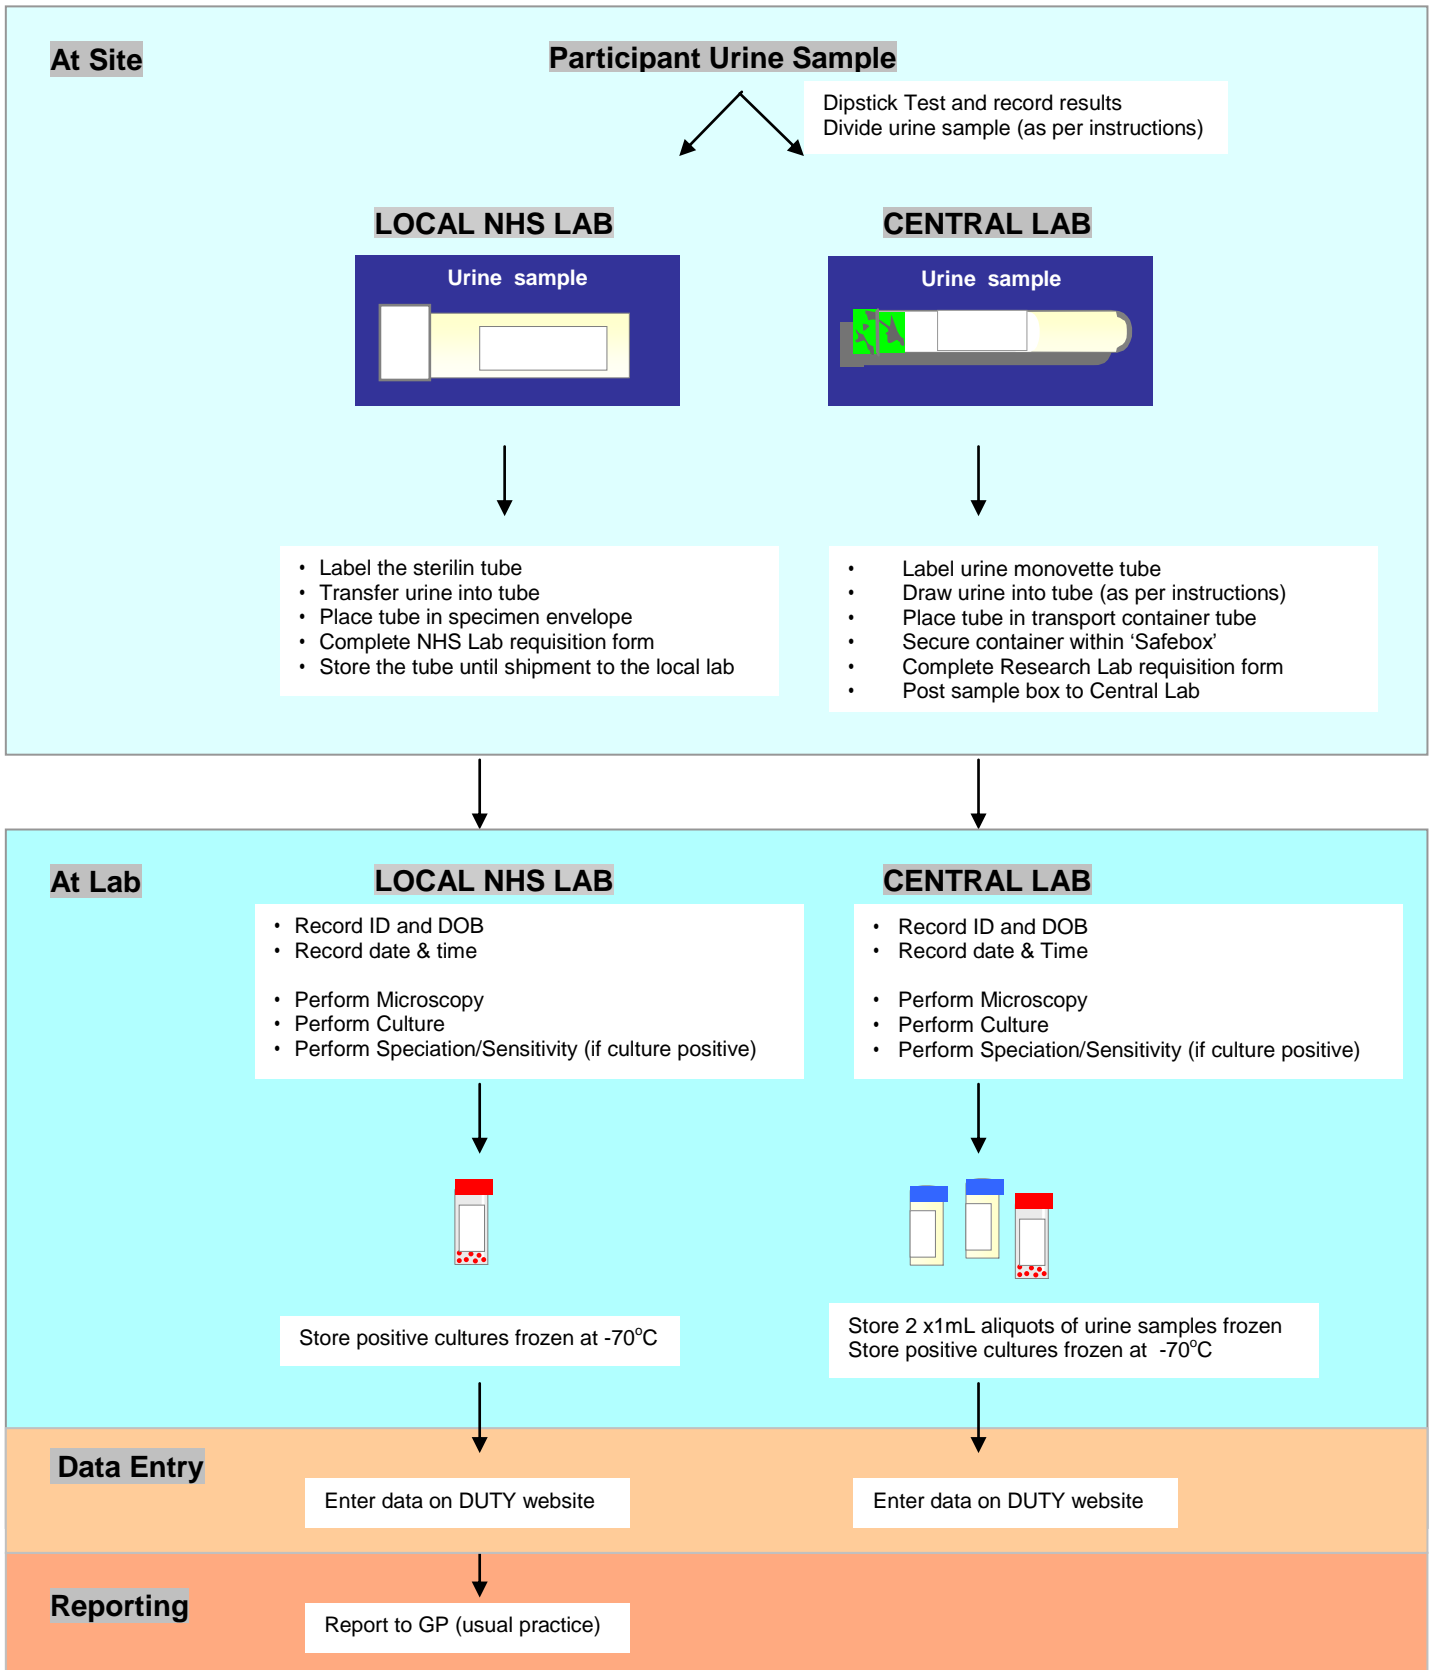 At Site
Participant Urine Sample
Dipstick Test and record results
Divide urine sample (as per instructions)
LOCAL NHS LAB
Urine sample
• Label the sterilin tube
• Transfer urine into tube
• Place tube in specimen envelope
• Complete NHS Lab requisition form
• Store the tube until shipment to the local lab
CENTRAL LAB
Urine sample
• Label urine monovette tube
• Draw urine into tube (as per instructions)
• Place tube in transport container tube
• Secure container within ‘Safebox’
• Complete Research Lab requisition form
• Post sample box to Central Lab
At Lab
LOCAL NHS LAB
• Record ID and DOB
• Record date & time
• Perform Microscopy
• Perform Culture
• Perform Speciation/Sensitivity (if culture positive)
Store positive cultures frozen at -70°C
CENTRAL LAB
• Record ID and DOB
• Record date & Time
• Perform Microscopy
• Perform Culture
• Perform Speciation/Sensitivity (if culture positive)
Store 2 x1mL aliquots of urine samples frozen
Store positive cultures frozen at -70°C
Data Entry
Enter data on DUTY website
Enter data on DUTY website
Reporting
Report to GP (usual practice)